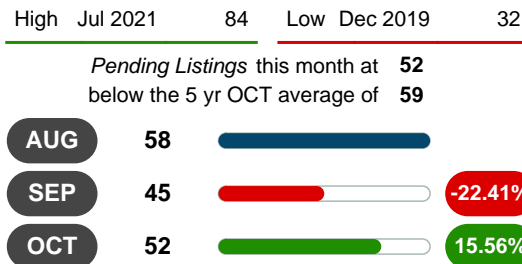 High Jul 2021 84 Low Dec 2019 32
Pending Listings this month at 52
below the 5 yr OCT average of 59
AUG 58
SEP 45 -22.41%
OCT 52 15.56%